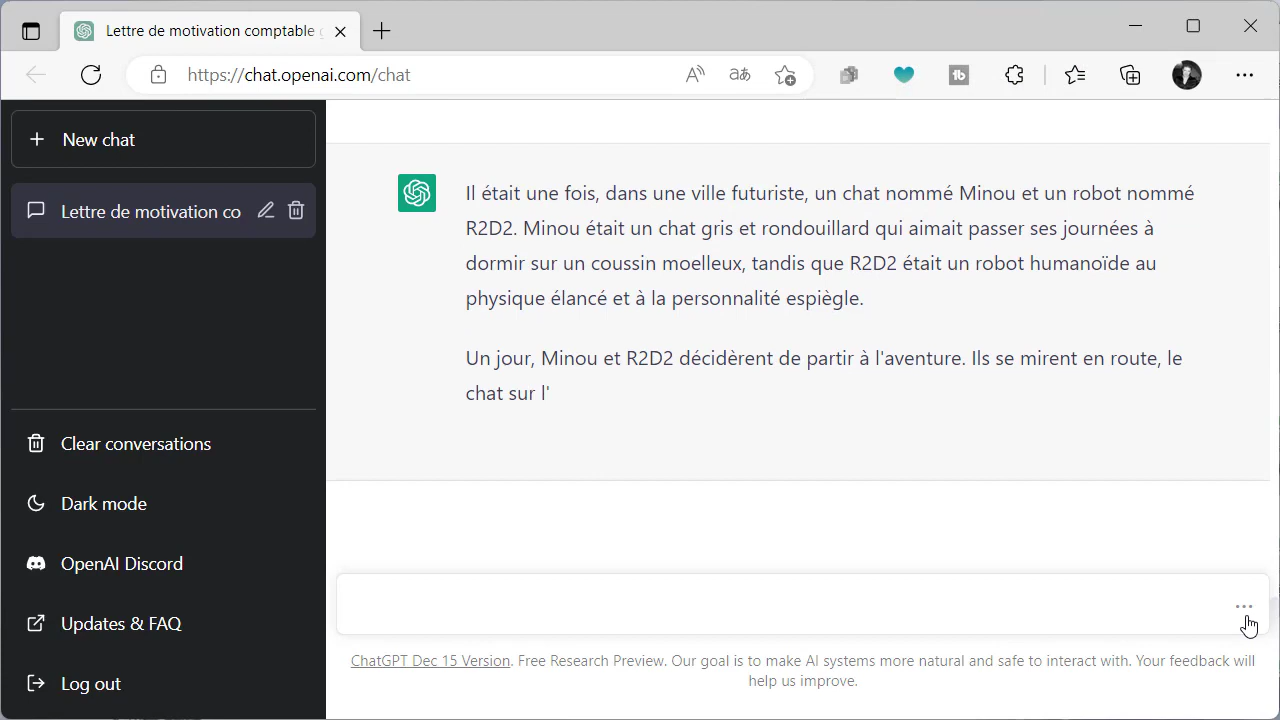 Lettre de motivation comptable
https://chat.openai.com/chat
New chat
Lettre de motivation co
Clear conversations
Dark mode
OpenAI Discord
Updates & FAQ
Log out
Il était une fois, dans une ville futuriste, un chat nommé Minou et un robot nommé
R2D2. Minou était un chat gris et rondouillard qui aimait passer ses journées à
dormir sur un coussin moelleux, tandis que R2D2 était un robot humanoïde au
physique élancé et à la personnalité espiègle.
Un jour, Minou et R2D2 décidèrent de partir à l'aventure. Ils se mirent en route, le
chat sur l'
ChatGPT Dec 15 Version. Free Research Preview. Our goal is to make AI systems more natural and safe to interact with. Your feedback will
help us improve.